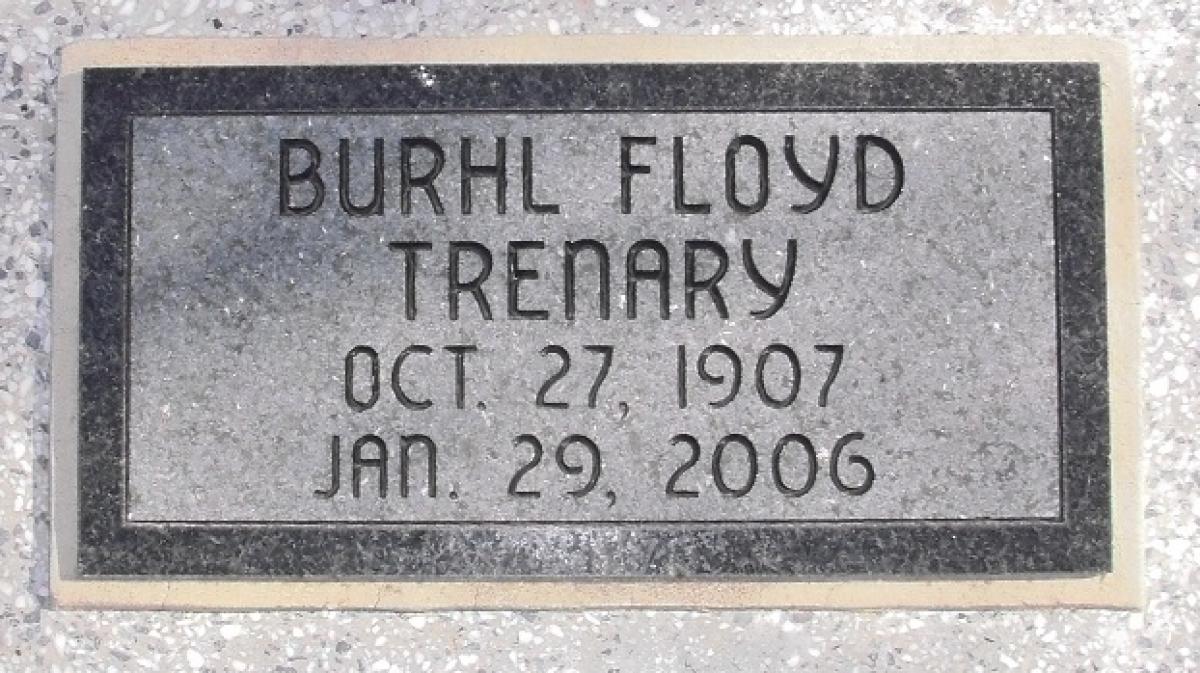 BURHL FLOYD
TRENARY
OCT. 27, 1907
JAN. 29, 2006